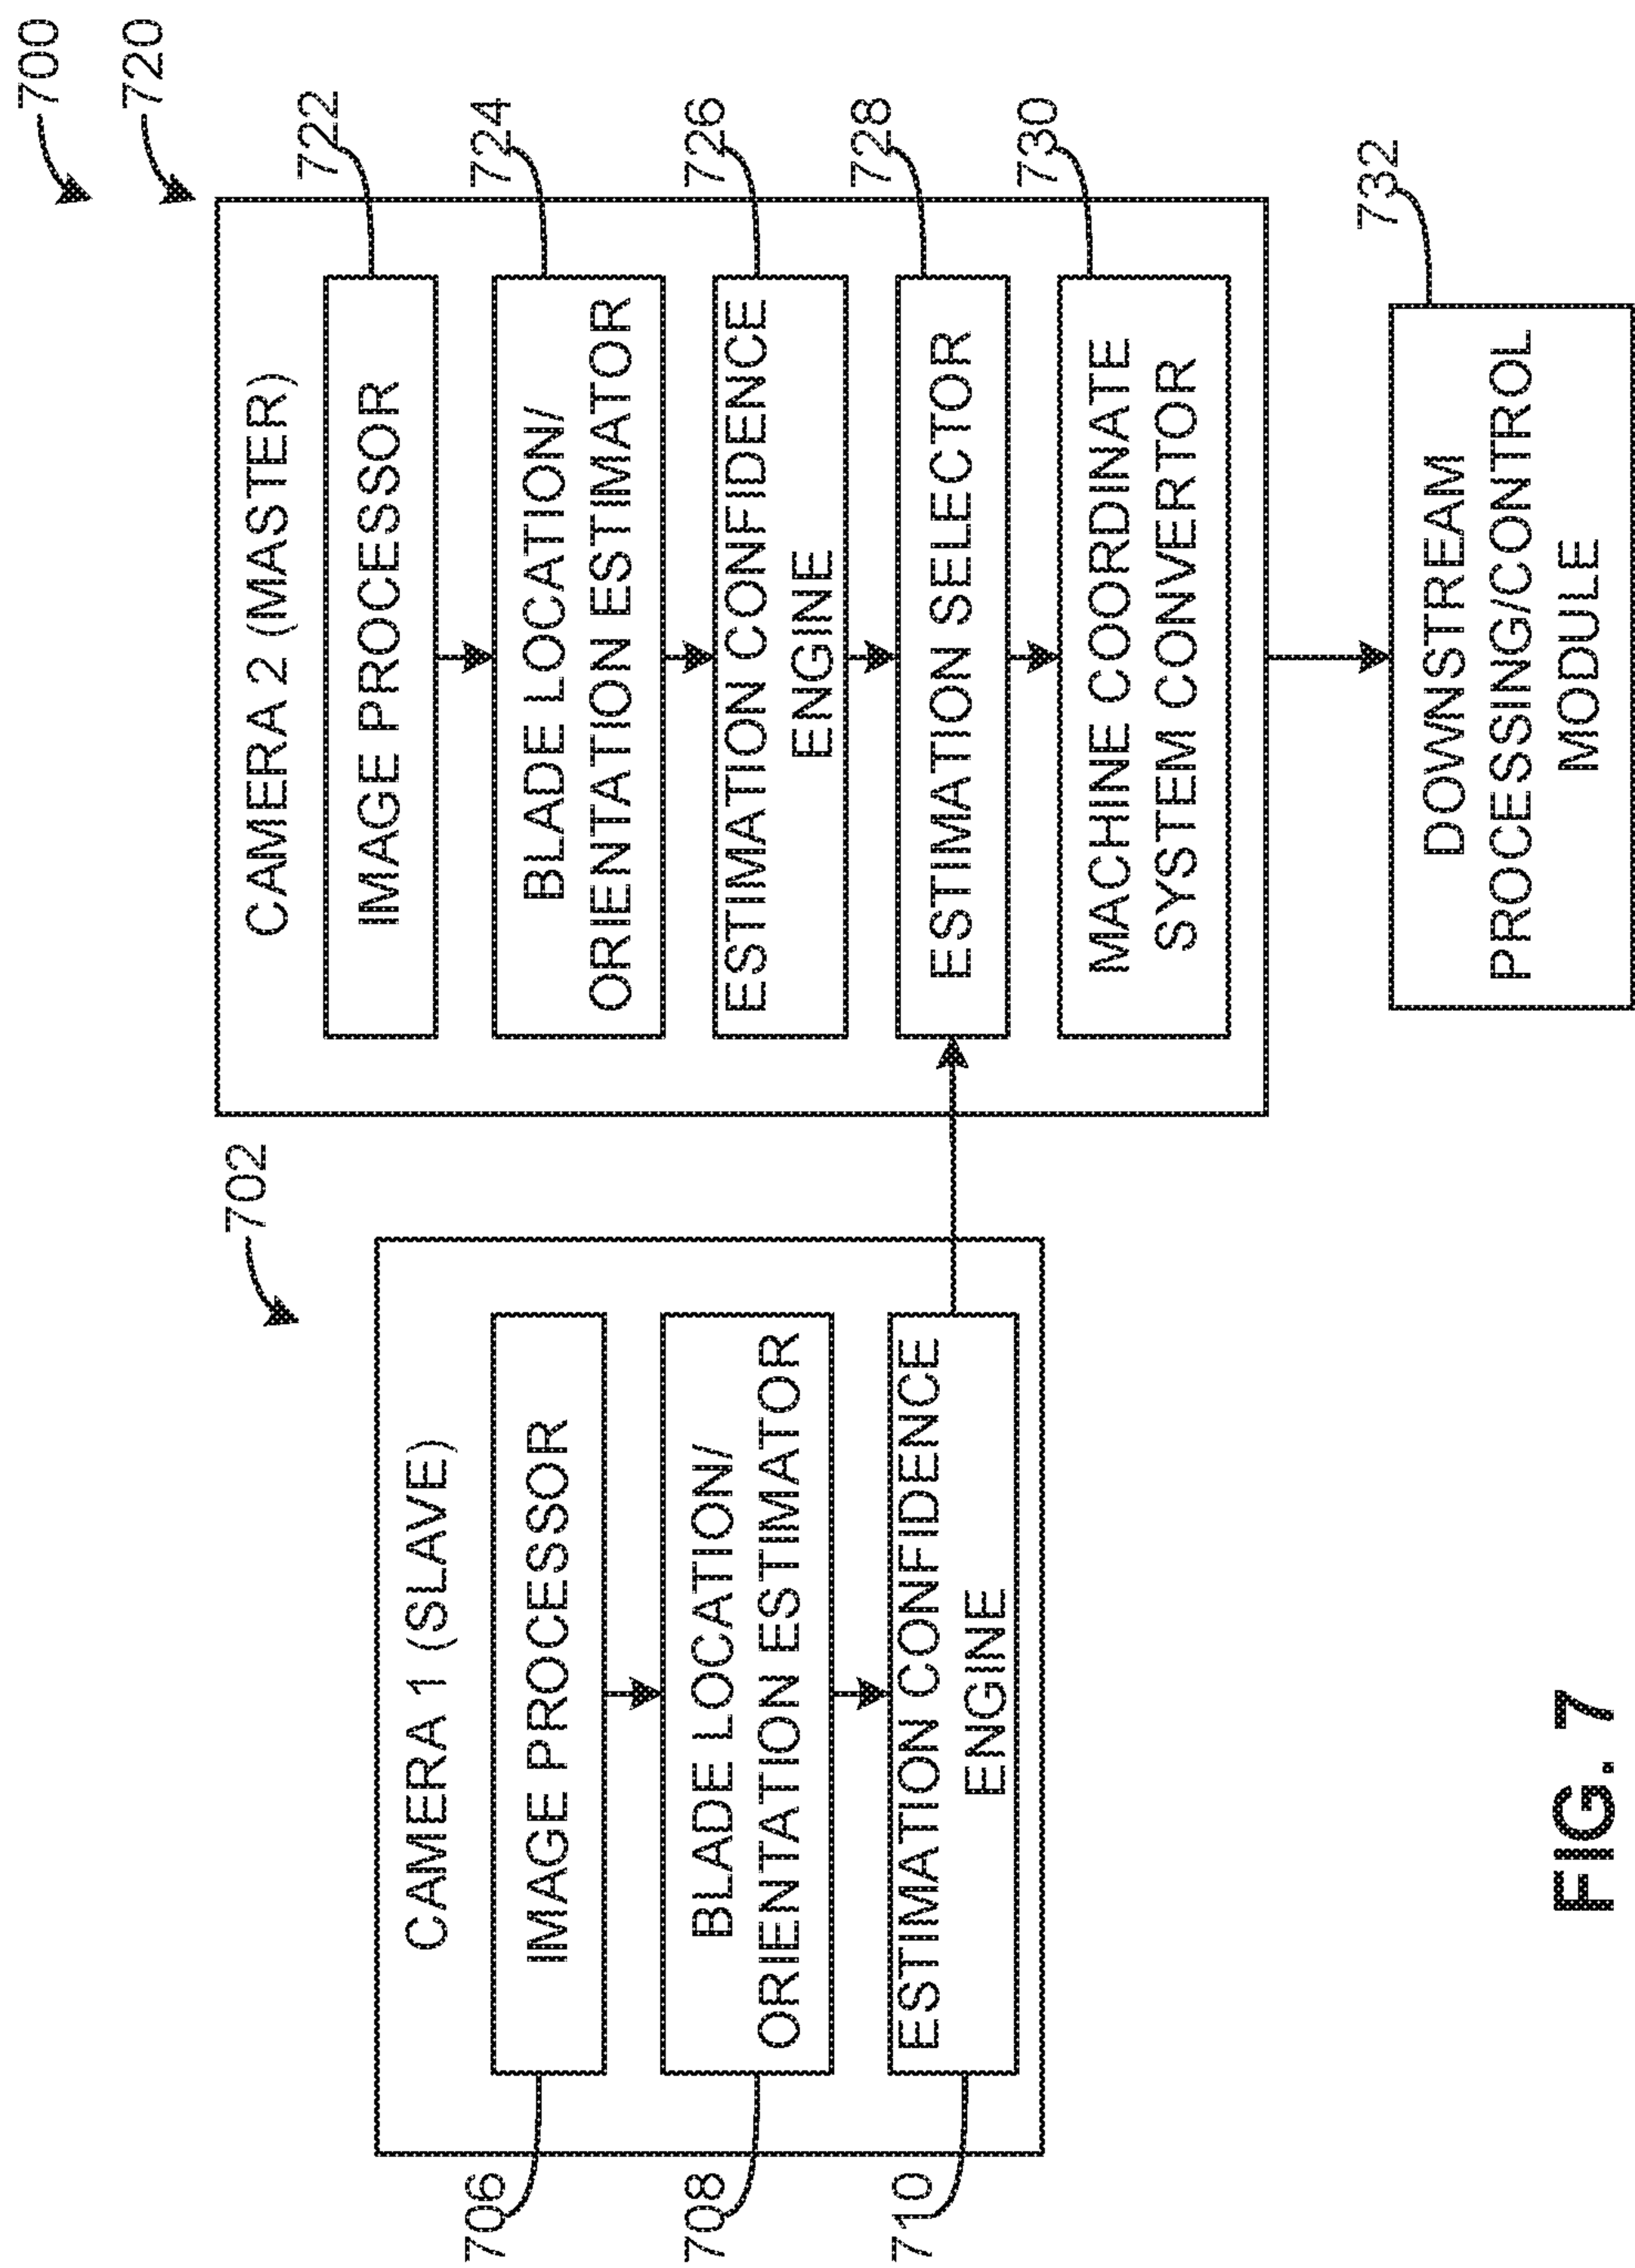 700
720
702
CAMERA 1 (SLAVE)
706
IMAGE PROCESSOR
708
BLADE LOCATION/
ORIENTATION ESTIMATOR
710
ESTIMATION CONFIDENCE
ENGINE
CAMERA 2 (MASTER)
722
IMAGE PROCESSOR
724
BLADE LOCATION/
ORIENTATION ESTIMATOR
726
ESTIMATION CONFIDENCE
ENGINE
728
ESTIMATION SELECTOR
730
MACHINE COORDINATE
SYSTEM CONVERTOR
732
DOWNSTREAM
PROCESSING/CONTROL
MODULE
FIG. 7